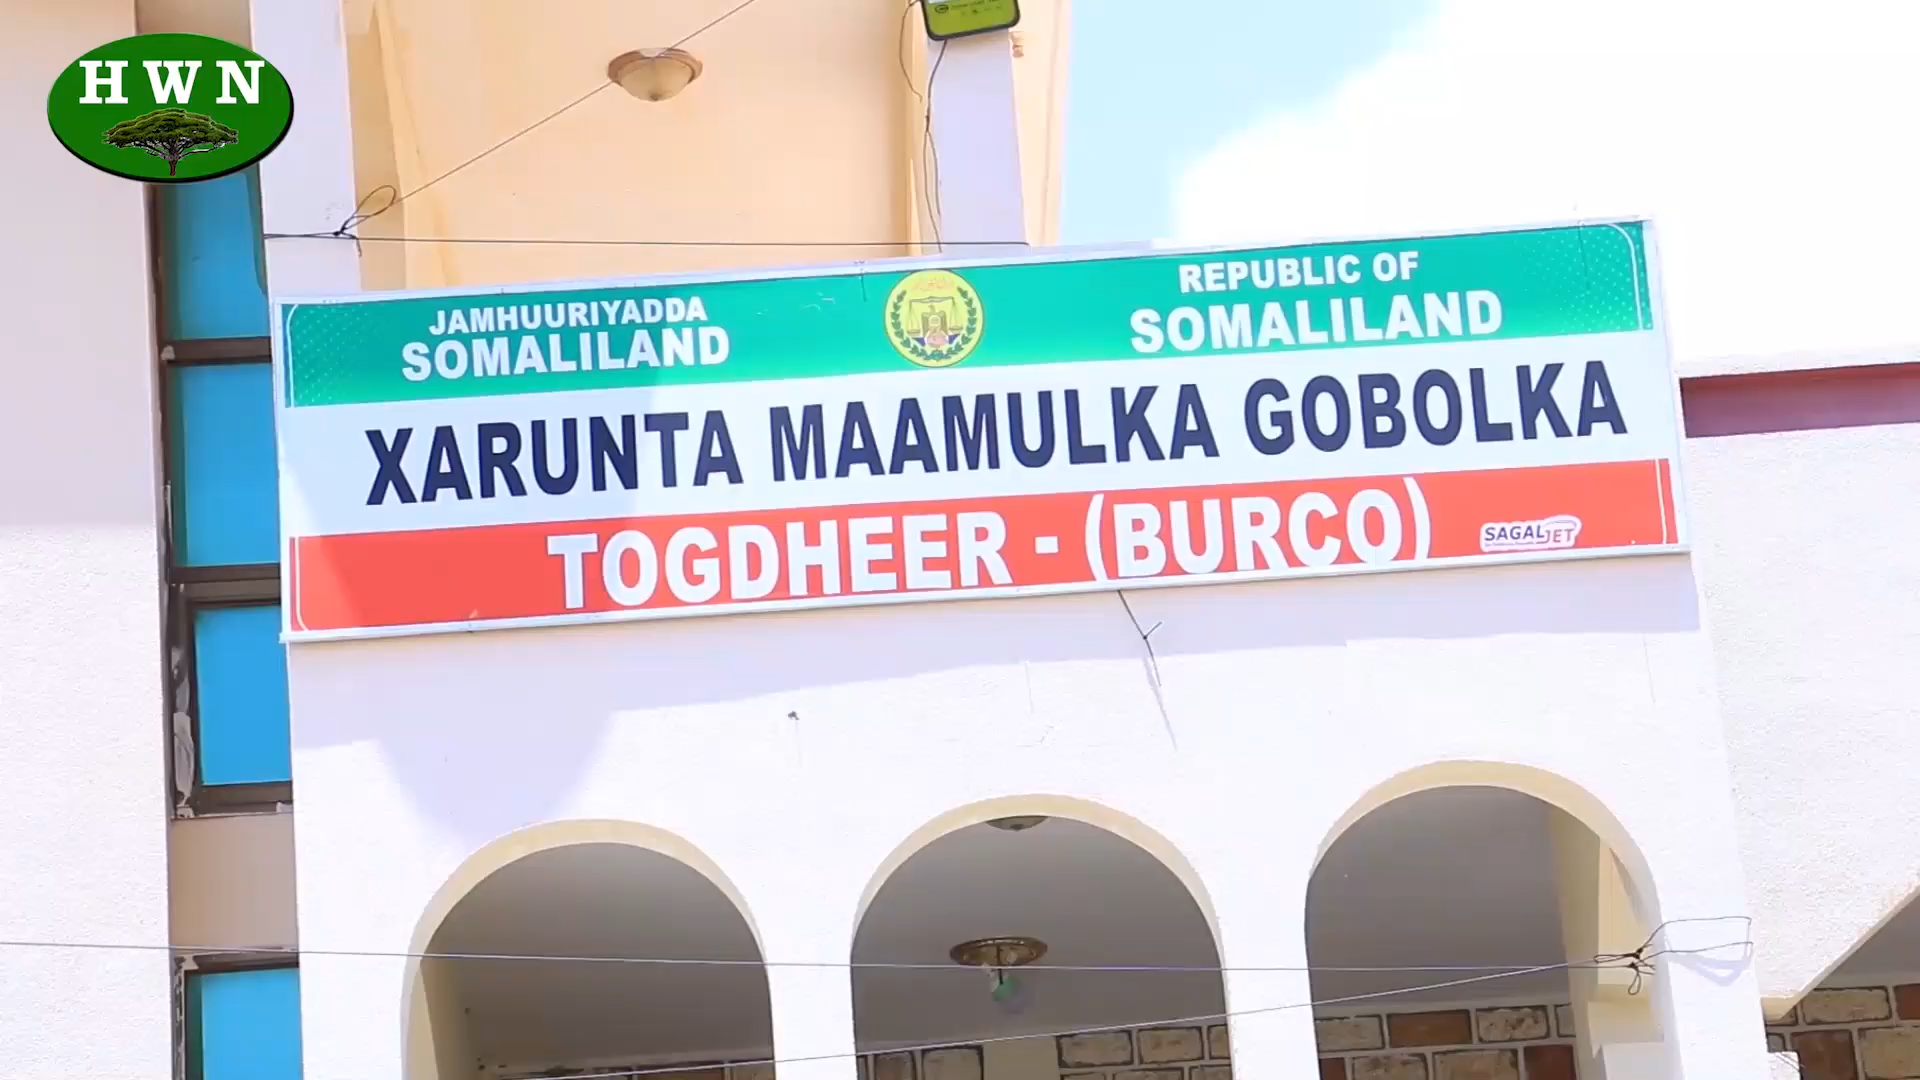 HWN
JAMHUURIYADDA
SOMALILAND
REPUBLIC OF
SOMALILAND
XARUNTA MAAMULKA GOBOLKA
TOGDHEER - (BURCO)
SAGALJET